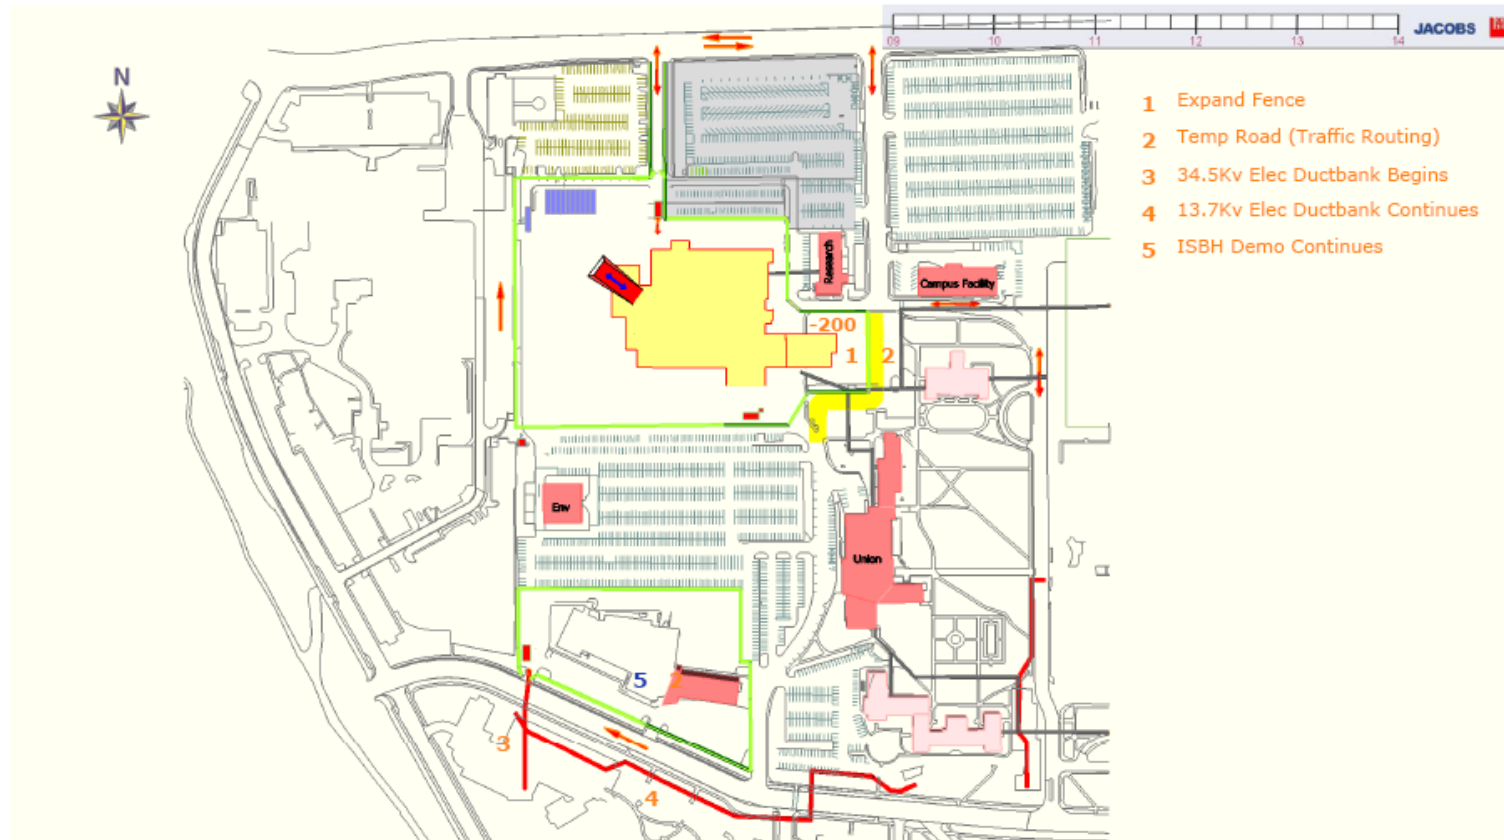 N
09 10 11 12 13 14
JACOBS
1 Expand Fence
2 Temp Road (Traffic Routing)
3 34.5Kv Elec Ductbank Begins
4 13.7Kv Elec Ductbank Continues
5 ISBH Demo Continues
Research
Campus Facility
-200
1 2
Env
Union
5 2
3
4